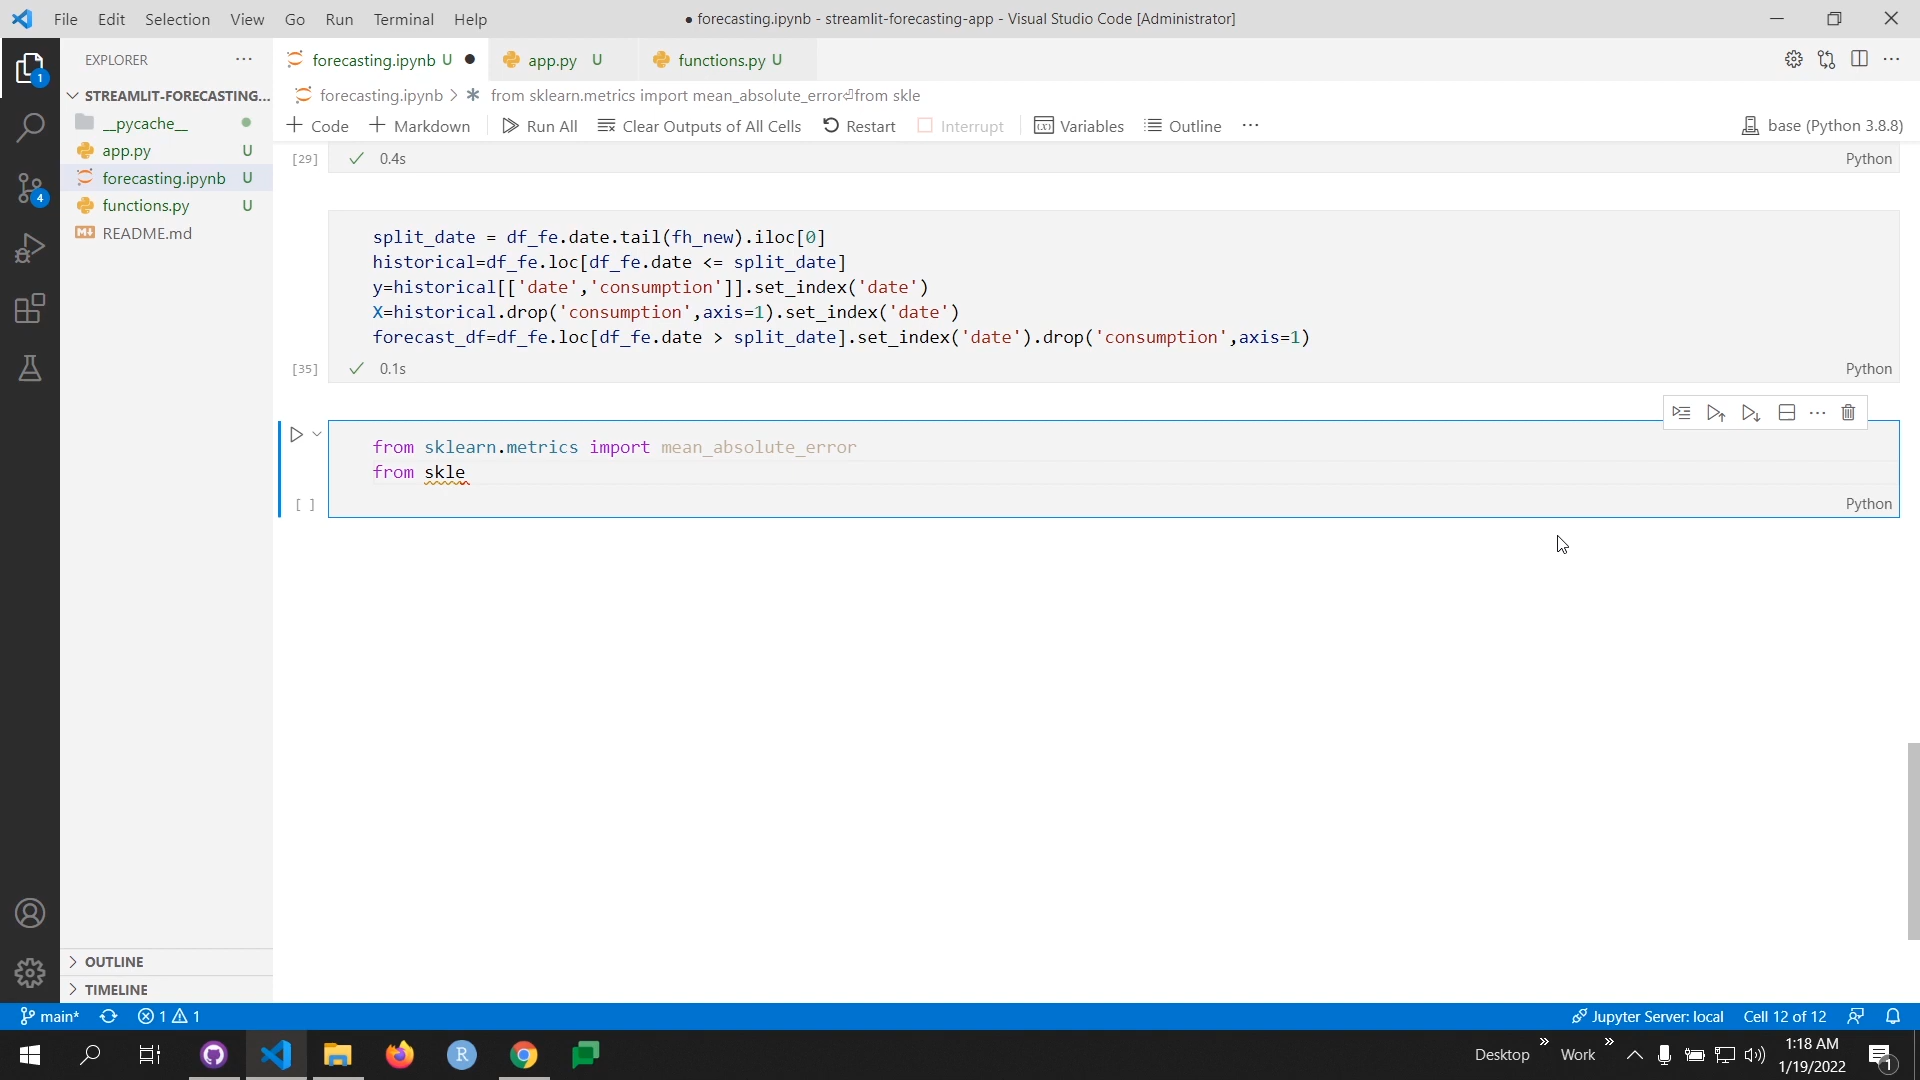 File Edit Selection View Go Run Terminal Help
● forecasting.ipynb - streamlit-forecasting-app - Visual Studio Code [Administrator]
EXPLORER ···
forecasting.ipynb U ●
app.py U
functions.py U
STREAMLIT-FORECASTING...
__pycache__
app.py U
forecasting.ipynb U
functions.py U
README.md
forecasting.ipynb > from sklearn.metrics import mean_absolute_error⏎from skle
+ Code + Markdown Run All Clear Outputs of All Cells Restart Interrupt Variables Outline ···
base (Python 3.8.8)
[29] ✓ 0.4s Python
split_date = df_fe.date.tail(fh_new).iloc[0]
historical=df_fe.loc[df_fe.date <= split_date]
y=historical[['date','consumption']].set_index('date')
X=historical.drop('consumption',axis=1).set_index('date')
forecast_df=df_fe.loc[df_fe.date > split_date].set_index('date').drop('consumption',axis=1)
[35] ✓ 0.1s Python
from sklearn.metrics import mean_absolute_error
from skle
[ ] Python
1
4
OUTLINE
TIMELINE
main* 1 1
Jupyter Server: local Cell 12 of 12
R
Desktop » Work »
1:18 AM
1/19/2022
1